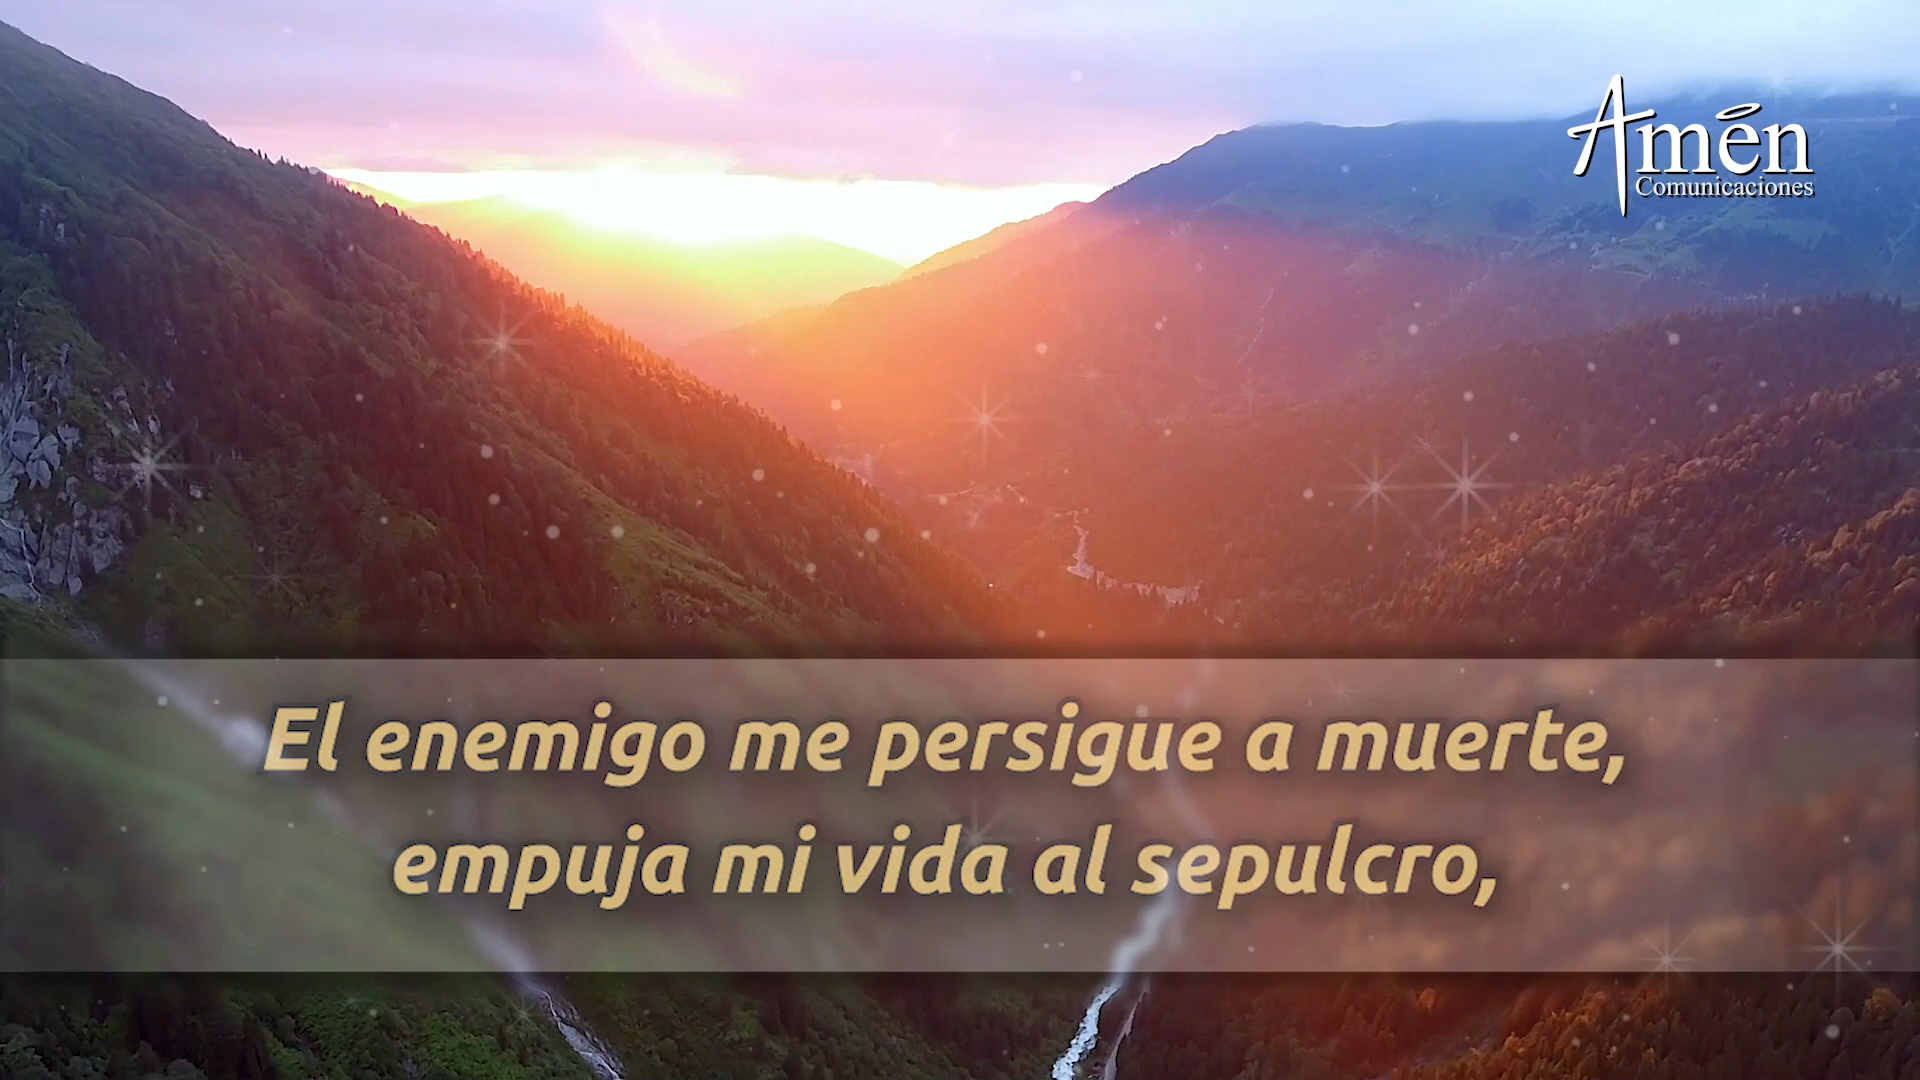 Amén
Comunicaciones
El enemigo me persigue a muerte,
empuja mi vida al sepulcro,